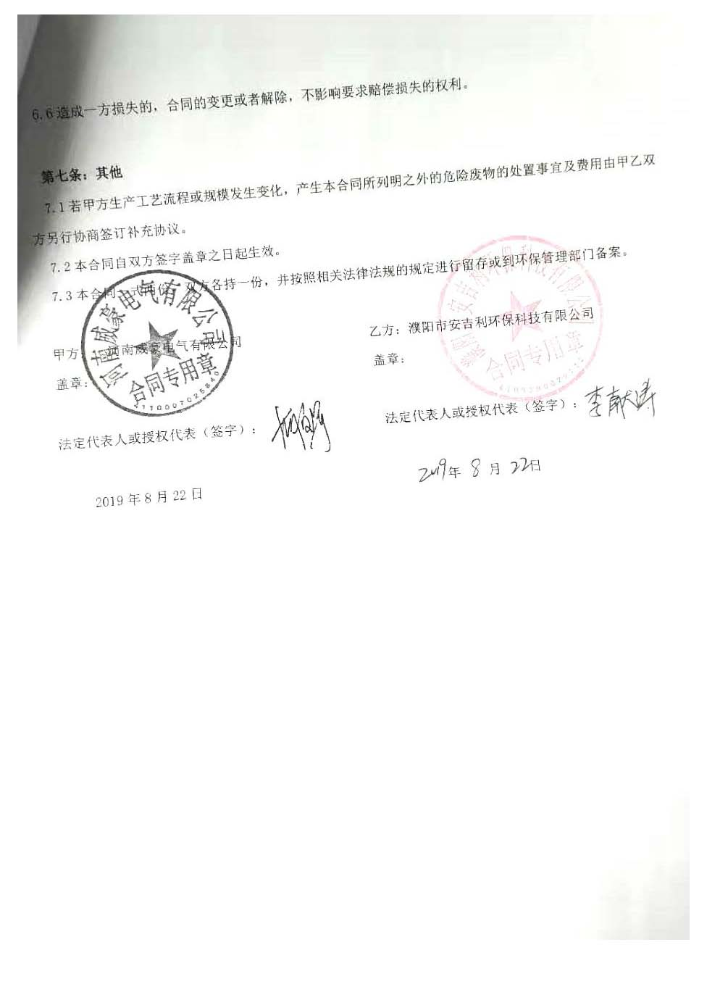 6.6 造成一方损失的，合同的变更或者解除，不影响要求赔偿损失的权利。
第七条：其他
7.1 若甲方生产工艺流程或规模发生变化，产生本合同所列明之外的危险废物的处置事宜及费用由甲乙双
方另行协商签订补充协议。
7.2 本合同自双方签字盖章之日起生效。
7.3 本合同一式两份，双方各持一份，并按照相关法律法规的规定进行留存或到环保管理部门备案。
甲方：河南威豪电气有限公司
盖章：
河南威豪电气有限公司
合同专用章
4110007025840
法定代表人或授权代表（签字）：
2019 年 8 月 22 日
乙方：濮阳市安吉利环保科技有限公司
盖章：
濮阳市安吉利环保科技有限公司
合同专用章
法定代表人或授权代表（签字）：李献涛
2019年 8 月 22日